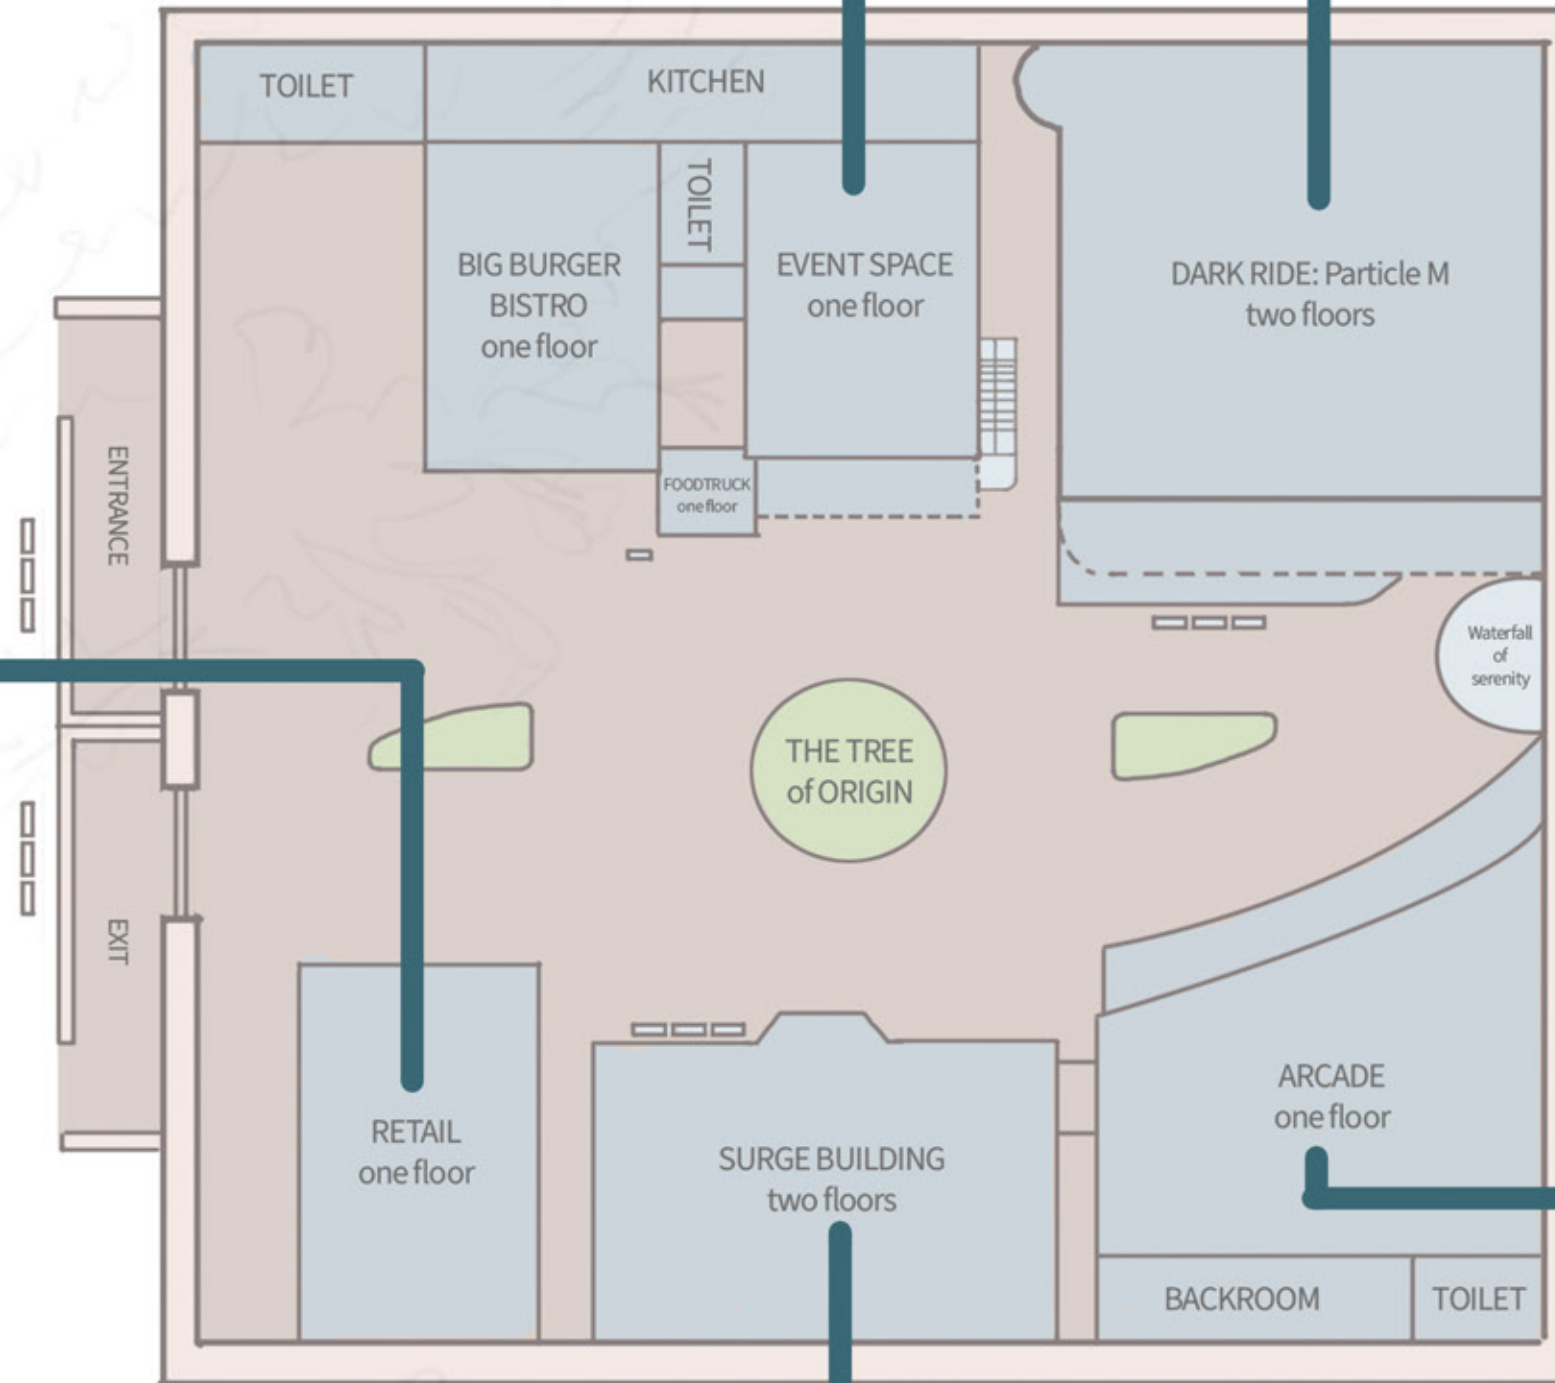 TOILET
KITCHEN
TOILET
BIG BURGER
BISTRO
one floor
EVENT SPACE
one floor
DARK RIDE: Particle M
two floors
ENTRANCE
FOODTRUCK
one floor
Waterfall
of
serenity
THE TREE
of ORIGIN
EXIT
RETAIL
one floor
SURGE BUILDING
two floors
ARCADE
one floor
BACKROOM
TOILET